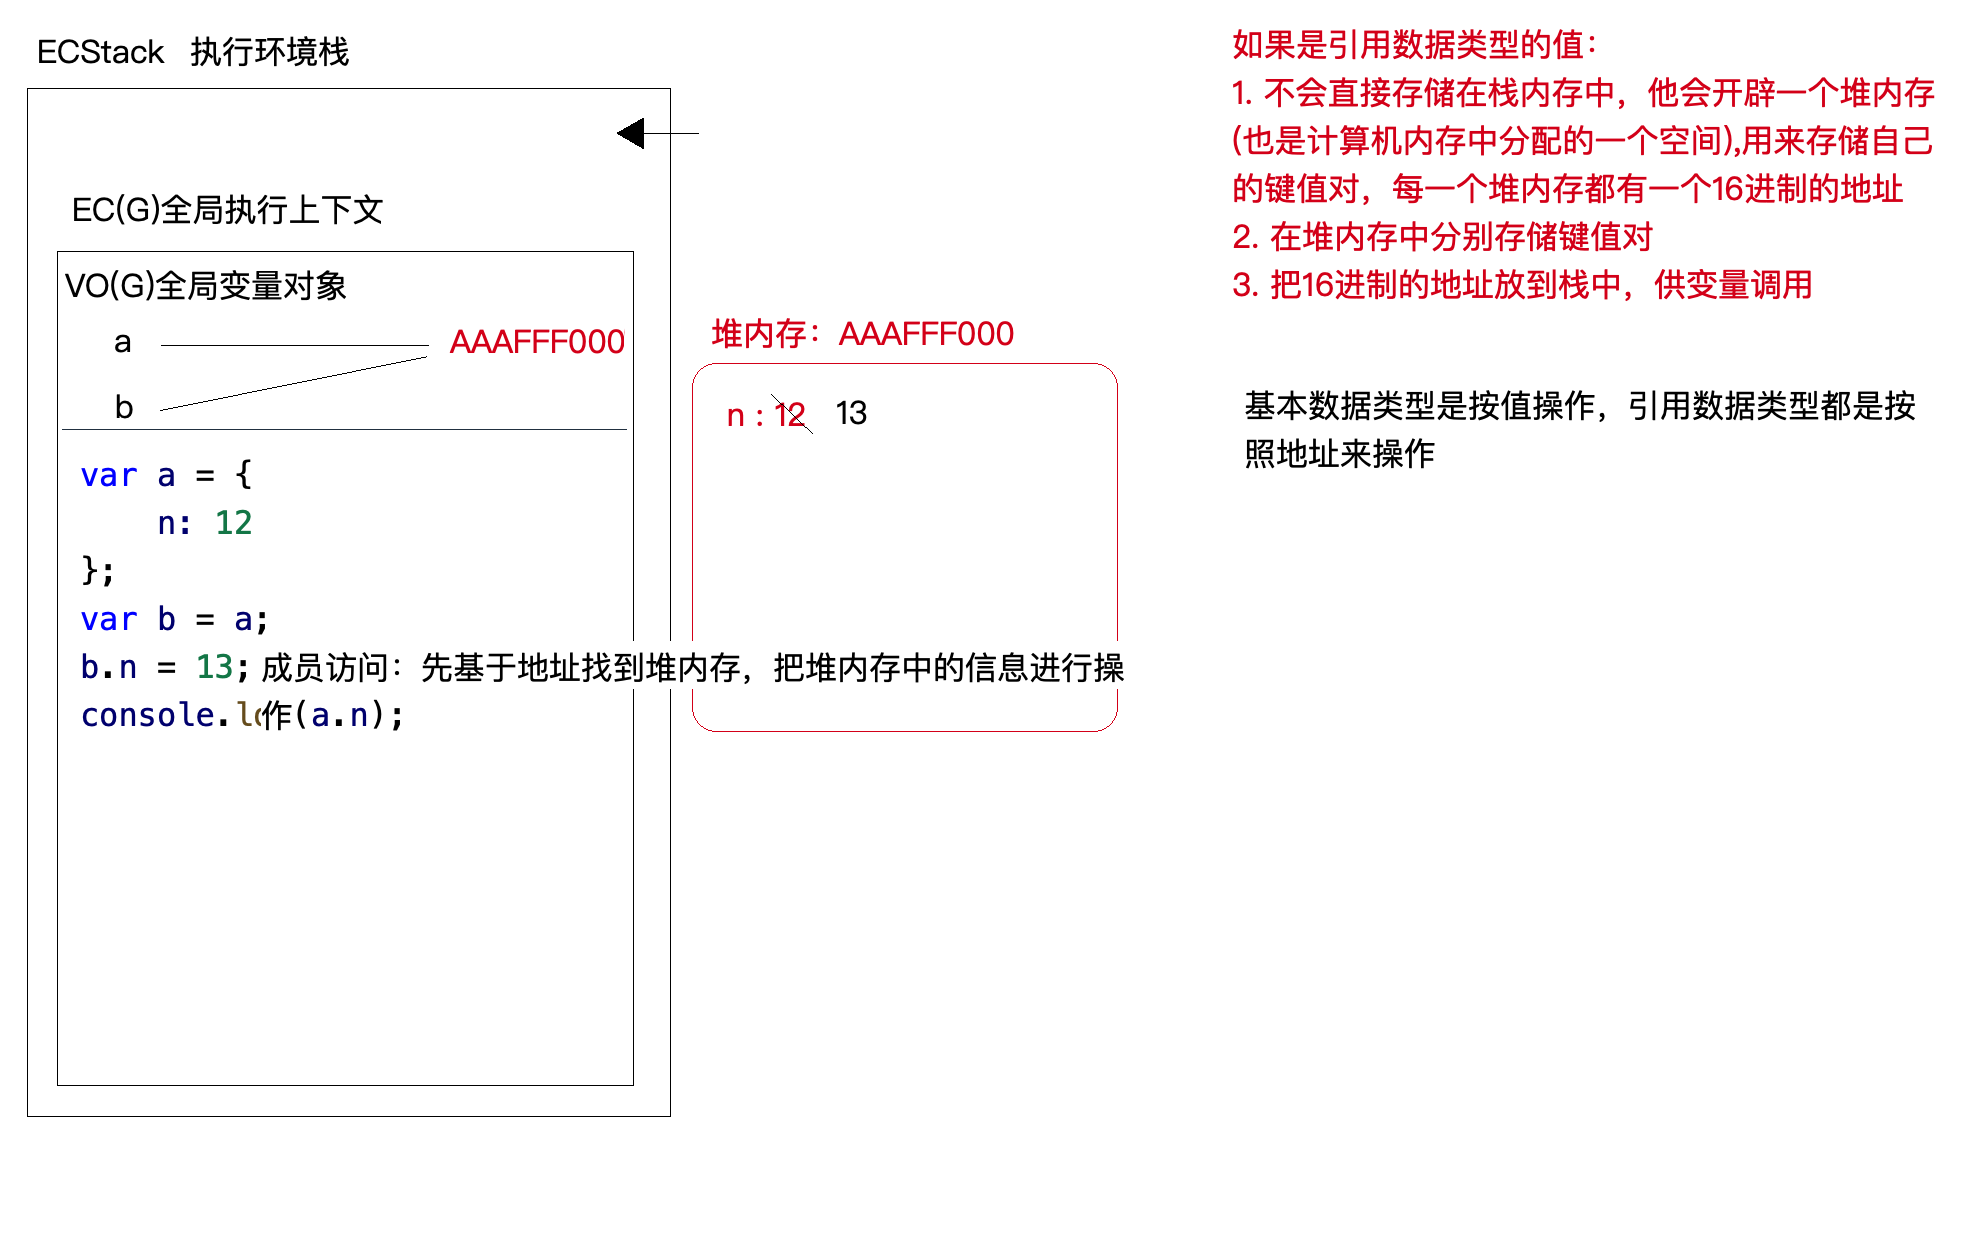 ECStack 执行环境栈
EC(G)全局执行上下文
VO(G)全局变量对象
a
AAAFFF000
b
var a = {
n: 12
};
var b = a;
b.n = 13; 成员访问：先基于地址找到堆内存，把堆内存中的信息进行操
console.lo作(a.n);
堆内存：AAAFFF000
n : 12 13
如果是引用数据类型的值：
1. 不会直接存储在栈内存中，他会开辟一个堆内存
(也是计算机内存中分配的一个空间),用来存储自己
的键值对，每一个堆内存都有一个16进制的地址
2. 在堆内存中分别存储键值对
3. 把16进制的地址放到栈中，供变量调用
基本数据类型是按值操作，引用数据类型都是按
照地址来操作